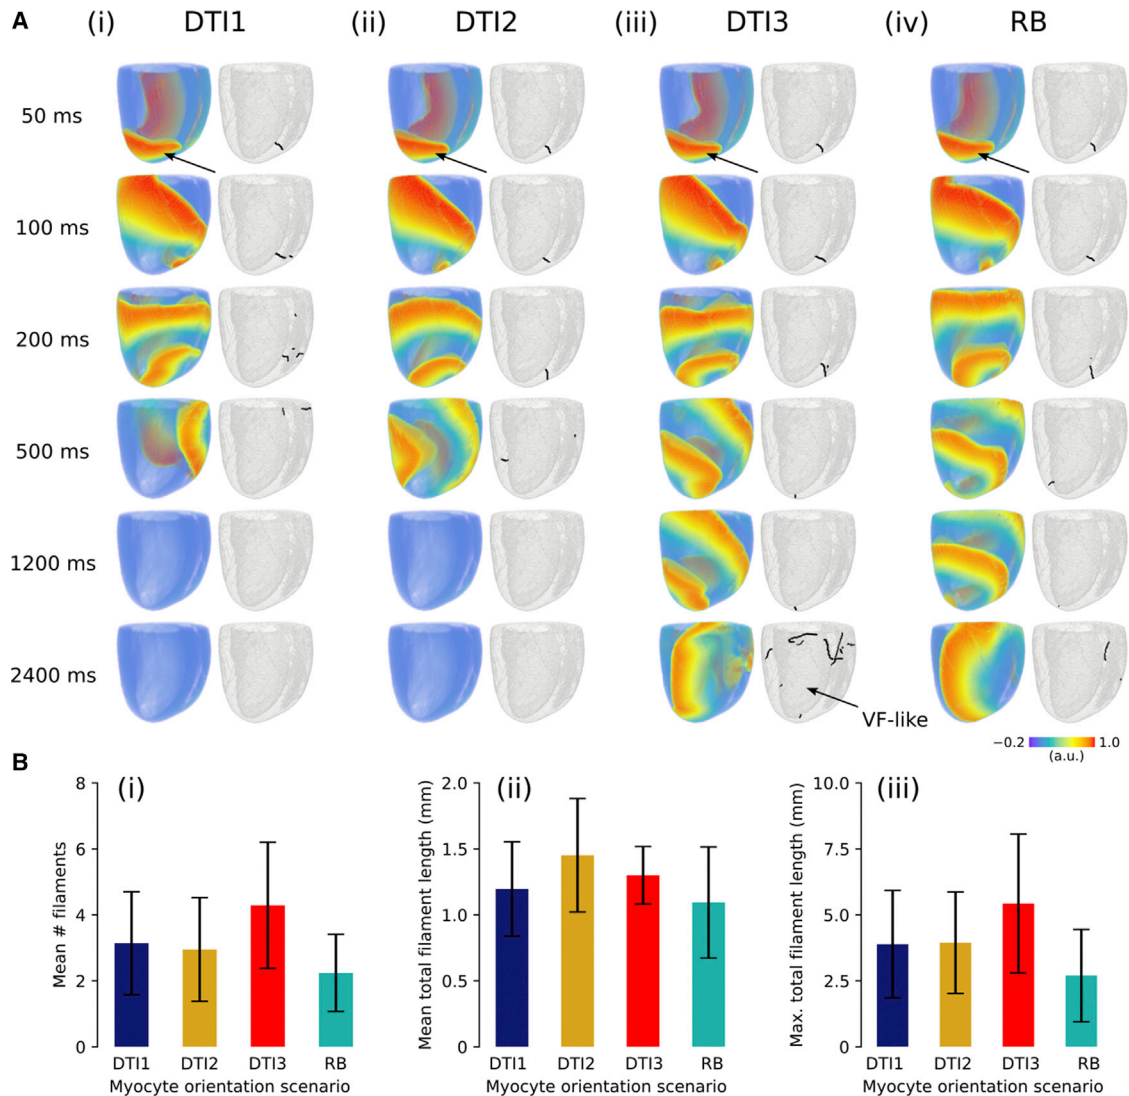 A (i) DTI1 (ii) DTI2 (iii) DTI3 (iv) RB
50 ms
100 ms
200 ms
500 ms
1200 ms
2400 ms
VF-like
−0.2 1.0
(a.u.)
B
(i)
8
6
4
2
0
Mean # filaments
DTI1 DTI2 DTI3 RB
Myocyte orientation scenario
(ii)
2.0
1.5
1.0
0.5
0
Mean total filament length (mm)
DTI1 DTI2 DTI3 RB
Myocyte orientation scenario
(iii)
10.0
7.5
5.0
2.5
0
Max. total filament length (mm)
DTI1 DTI2 DTI3 RB
Myocyte orientation scenario